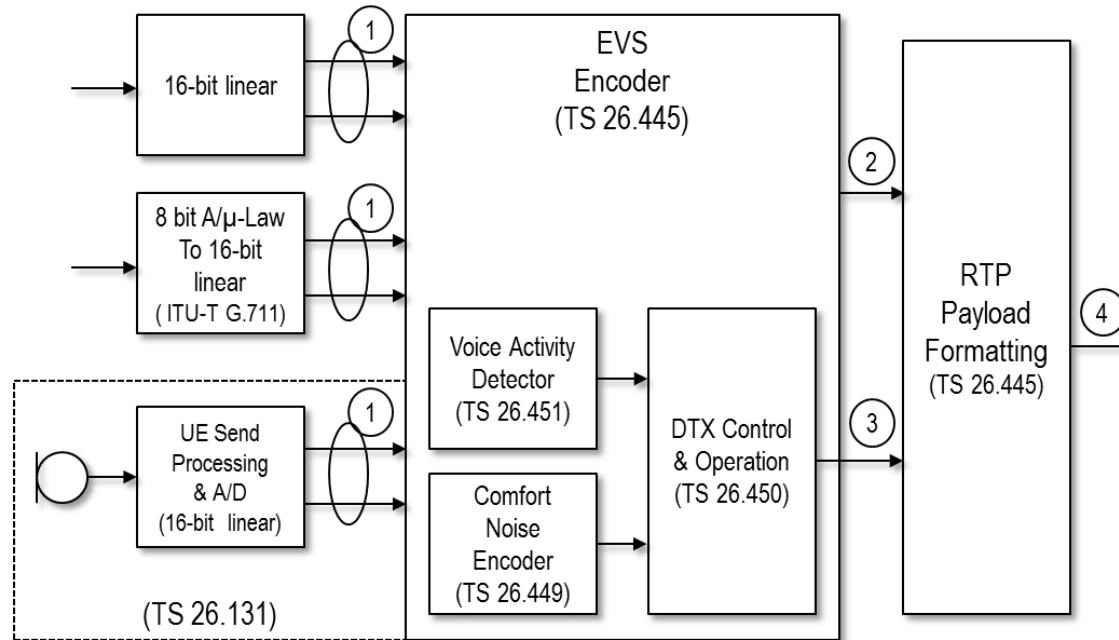 1
16-bit linear
EVS
Encoder
(TS 26.445)
2
1
8 bit A/μ-Law
To 16-bit
linear
( ITU-T G.711)
RTP
Payload
Formatting
(TS 26.445)
4
Voice Activity
Detector
(TS 26.451)
1
UE Send
Processing
& A/D
(16-bit linear)
DTX Control
& Operation
(TS 26.450)
3
Comfort
Noise
Encoder
(TS 26.449)
(TS 26.131)